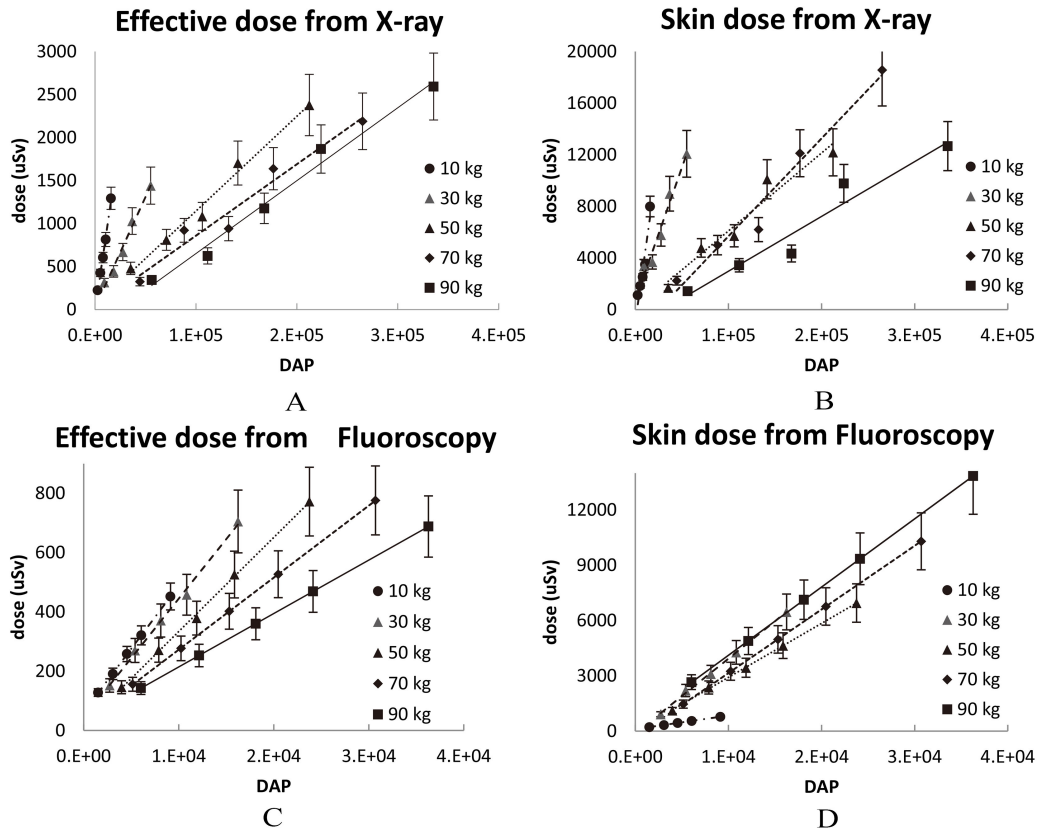 Effective dose from X-ray
3000
2500
2000
1500
1000
500
0
dose (uSv)
0.E+00 1.E+05 2.E+05 3.E+05 4.E+05
DAP
10 kg
30 kg
50 kg
70 kg
90 kg
A
Skin dose from X-ray
20000
16000
12000
8000
4000
0
dose (uSv)
0.E+00 1.E+05 2.E+05 3.E+05 4.E+05
DAP
10 kg
30 kg
50 kg
70 kg
90 kg
B
Effective dose from Fluoroscopy
800
600
400
200
0
dose (uSv)
0.E+00 1.E+04 2.E+04 3.E+04 4.E+04
DAP
10 kg
30 kg
50 kg
70 kg
90 kg
C
Skin dose from Fluoroscopy
12000
9000
6000
3000
0
dose (uSv)
0.E+00 1.E+04 2.E+04 3.E+04 4.E+04
DAP
10 kg
30 kg
50 kg
70 kg
90 kg
D